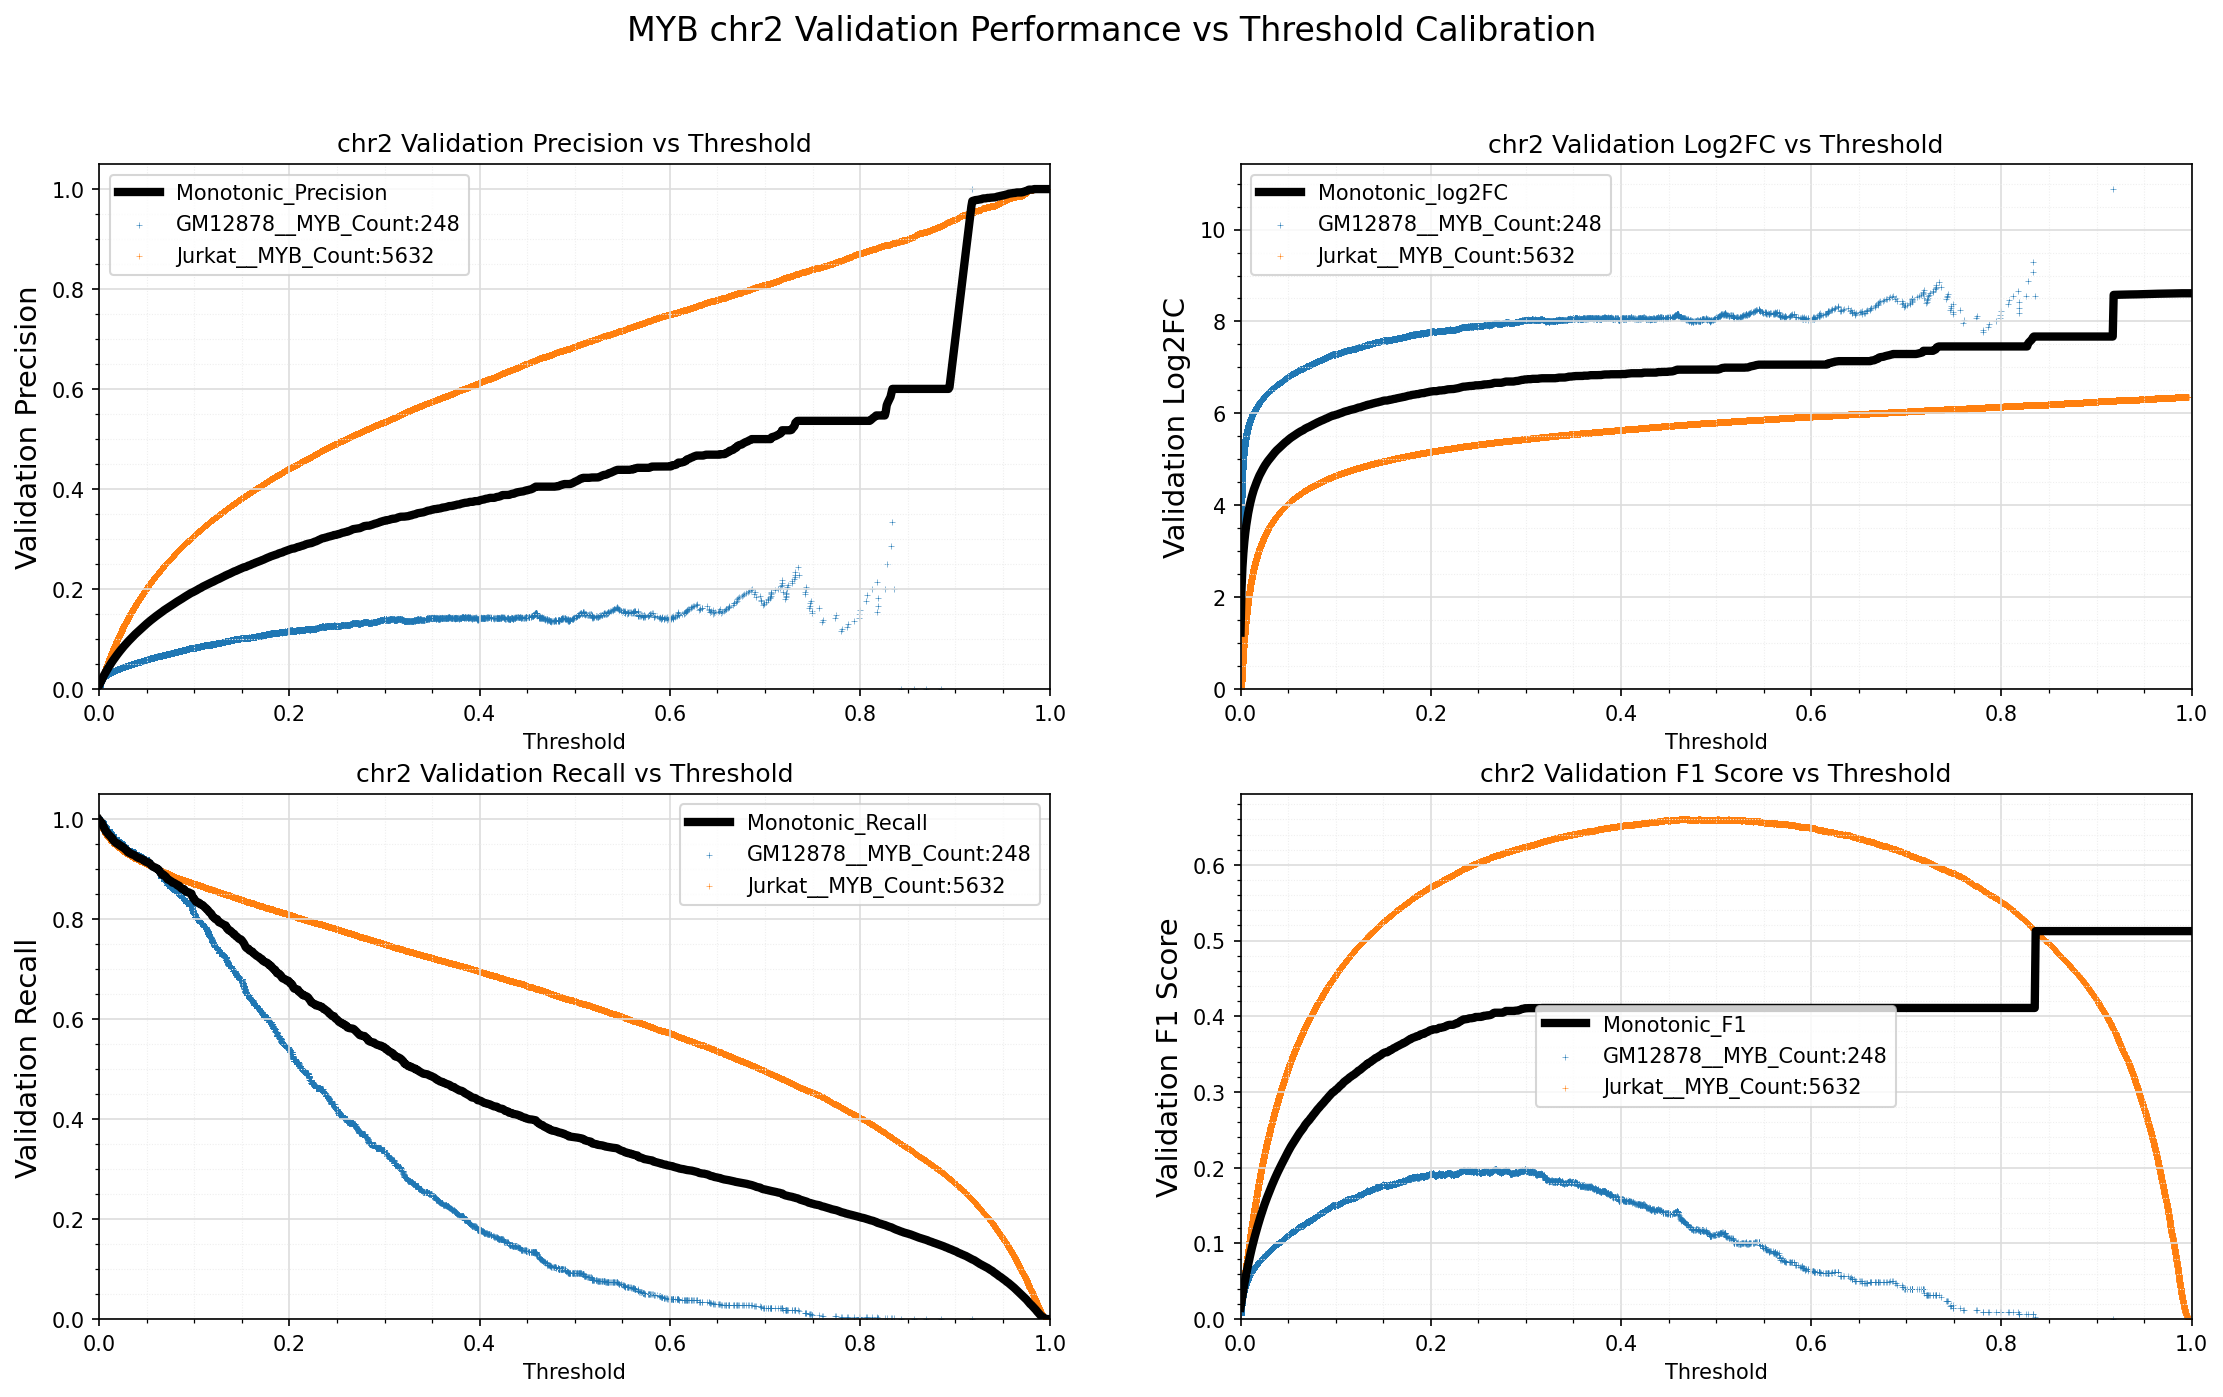 MYB chr2 Validation Performance vs Threshold Calibration
chr2 Validation Precision vs Threshold
Validation Precision
1.0
0.8
0.6
0.4
0.2
0.0
Monotonic_Precision
GM12878__MYB_Count:248
Jurkat__MYB_Count:5632
0.0 0.2 0.4 0.6 0.8 1.0
Threshold
chr2 Validation Log2FC vs Threshold
Validation Log2FC
10
8
6
4
2
0
Monotonic_log2FC
GM12878__MYB_Count:248
Jurkat__MYB_Count:5632
0.0 0.2 0.4 0.6 0.8 1.0
Threshold
chr2 Validation Recall vs Threshold
Validation Recall
1.0
0.8
0.6
0.4
0.2
0.0
Monotonic_Recall
GM12878__MYB_Count:248
Jurkat__MYB_Count:5632
0.0 0.2 0.4 0.6 0.8 1.0
Threshold
chr2 Validation F1 Score vs Threshold
Validation F1 Score
0.6
0.5
0.4
0.3
0.2
0.1
0.0
Monotonic_F1
GM12878__MYB_Count:248
Jurkat__MYB_Count:5632
0.0 0.2 0.4 0.6 0.8 1.0
Threshold